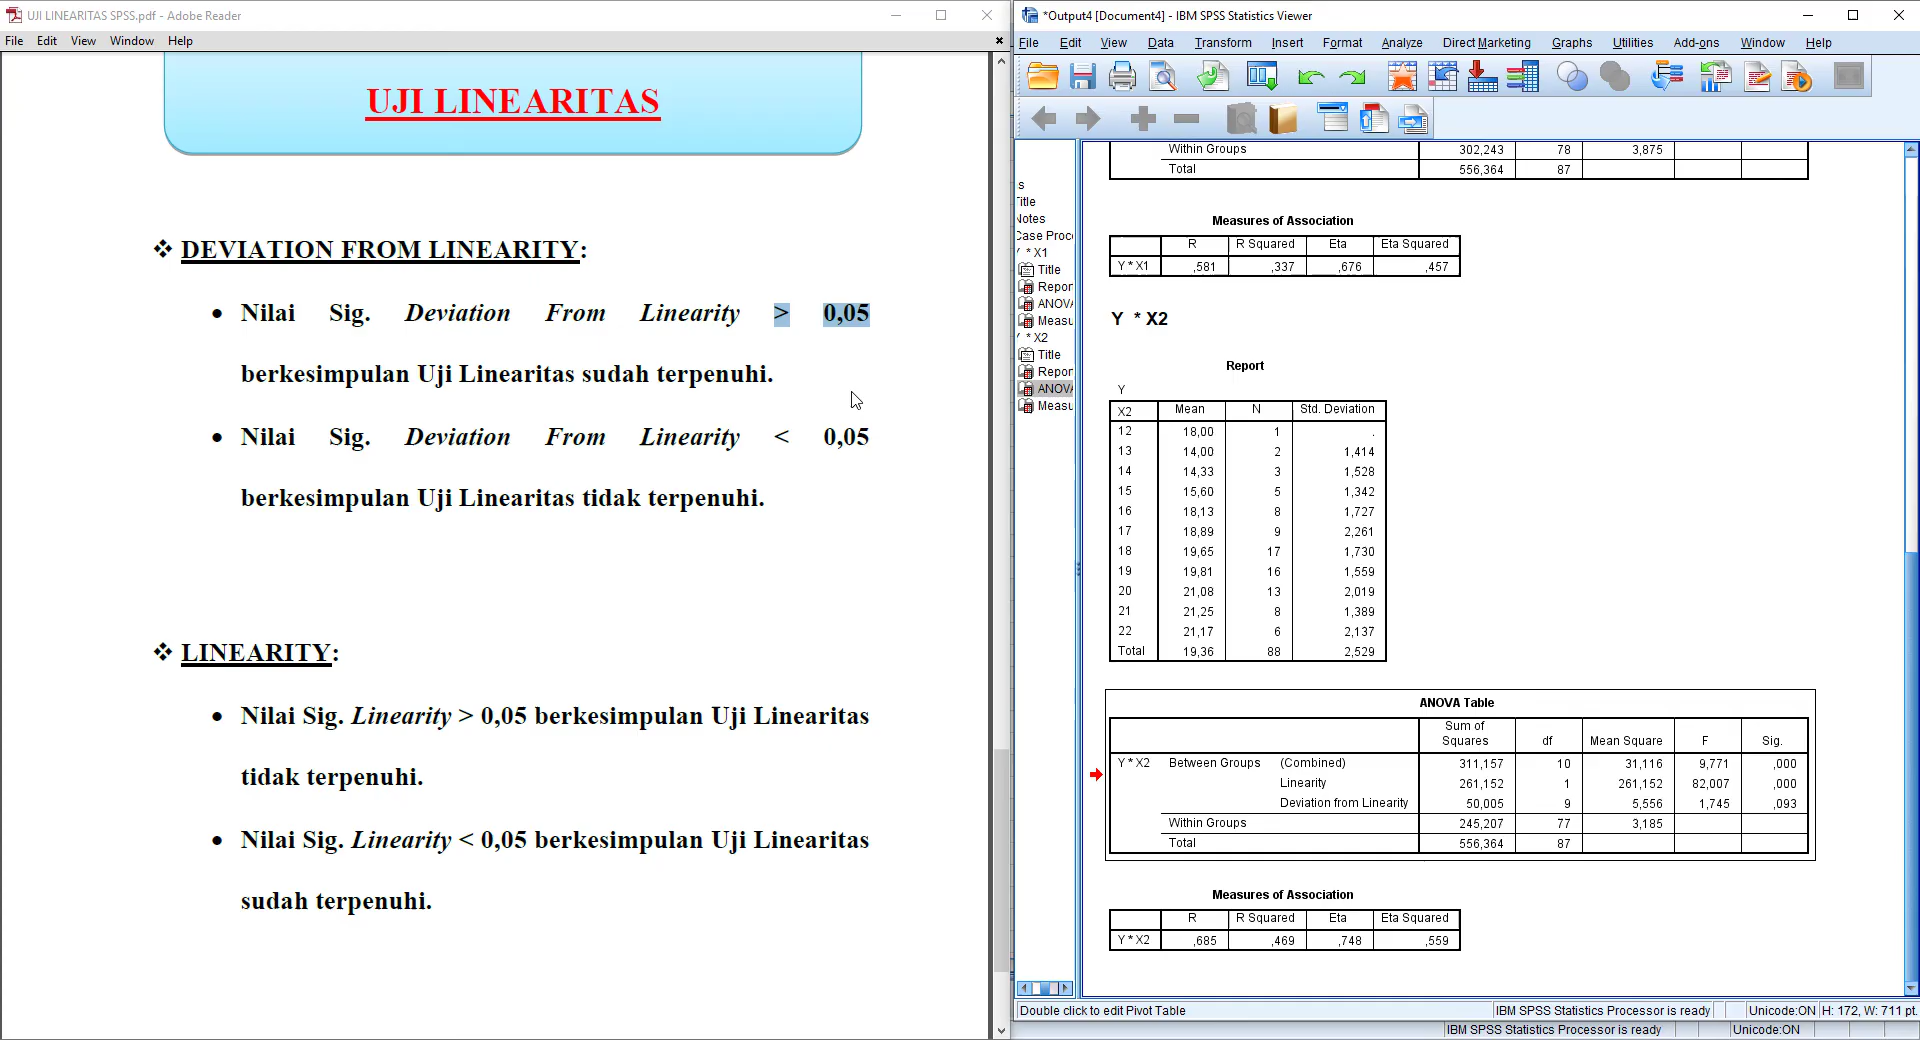 UJI LINEARITAS SPSS.pdf - Adobe Reader
File Edit View Window Help
UJI LINEARITAS
❖ DEVIATION FROM LINEARITY:
• Nilai Sig. Deviation From Linearity > 0,05
berkesimpulan Uji Linearitas sudah terpenuhi.
• Nilai Sig. Deviation From Linearity < 0,05
berkesimpulan Uji Linearitas tidak terpenuhi.
❖ LINEARITY:
• Nilai Sig. Linearity > 0,05 berkesimpulan Uji Linearitas
tidak terpenuhi.
• Nilai Sig. Linearity < 0,05 berkesimpulan Uji Linearitas
sudah terpenuhi.
*Output4 [Document4] - IBM SPSS Statistics Viewer
File Edit View Data Transform Insert Format Analyze Direct Marketing Graphs Utilities Add-ons Window Help
s
Title
Notes
Case Proc
Y * X1
Title
Repor
ANOVA
Measu
Y * X2
Title
Repor
ANOVA
Measu
Within Groups 302,243 78 3,875
Total 556,364 87
Measures of Association
R R Squared Eta Eta Squared
Y * X1 ,581 ,337 ,676 ,457
Y * X2
Report
Y
X2 Mean N Std. Deviation
12 18,00 1 .
13 14,00 2 1,414
14 14,33 3 1,528
15 15,60 5 1,342
16 18,13 8 1,727
17 18,89 9 2,261
18 19,65 17 1,730
19 19,81 16 1,559
20 21,08 13 2,019
21 21,25 8 1,389
22 21,17 6 2,137
Total 19,36 88 2,529
ANOVA Table
Sum of
Squares df Mean Square F Sig.
Y * X2 Between Groups (Combined) 311,157 10 31,116 9,771 ,000
Linearity 261,152 1 261,152 82,007 ,000
Deviation from Linearity 50,005 9 5,556 1,745 ,093
Within Groups 245,207 77 3,185
Total 556,364 87
Measures of Association
R R Squared Eta Eta Squared
Y * X2 ,685 ,469 ,748 ,559
Double click to edit Pivot Table IBM SPSS Statistics Processor is ready Unicode:ON H: 172, W: 711 pt.
IBM SPSS Statistics Processor is ready Unicode:ON